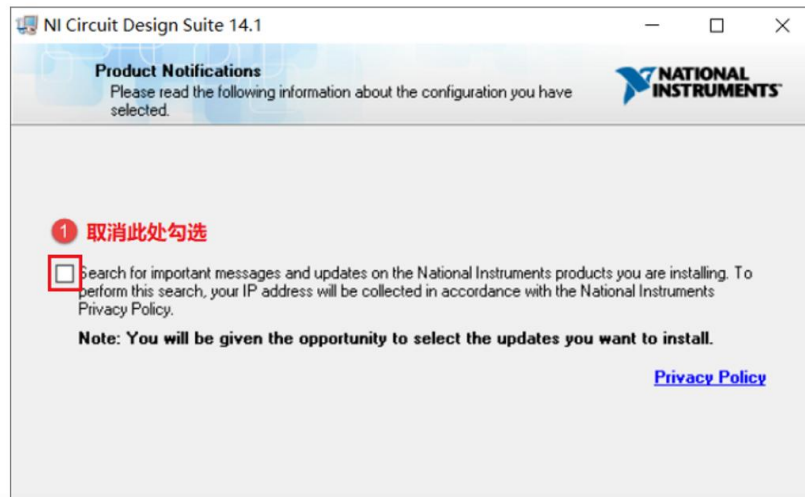 NI Circuit Design Suite 14.1
Product Notifications
Please read the following information about the configuration you have
selected.
NATIONAL
INSTRUMENTS
1 取消此处勾选
Search for important messages and updates on the National Instruments products you are installing. To
perform this search, your IP address will be collected in accordance with the National Instruments
Privacy Policy.
Note: You will be given the opportunity to select the updates you want to install.
Privacy Policy